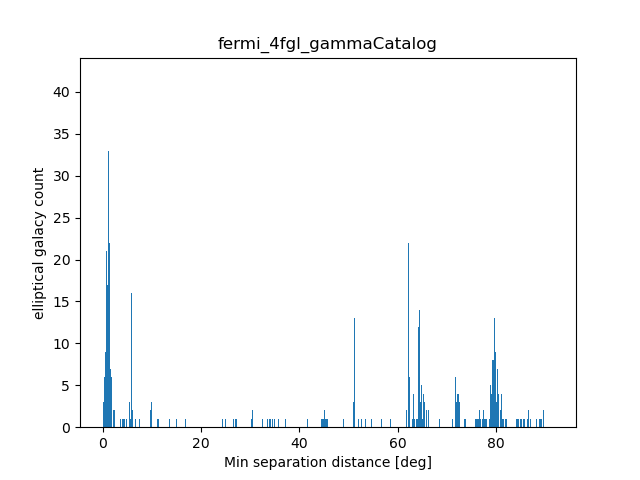 fermi_4fgl_gammaCatalog
40
35
30
25
20
15
10
5
0
elliptical galacy count
0 20 40 60 80
Min separation distance [deg]